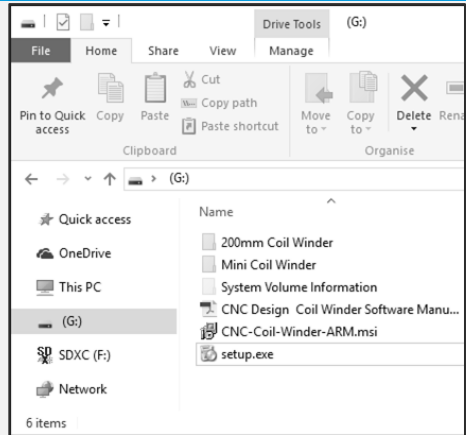 Drive Tools (G:)
File Home Share View Manage
Pin to Quick access
Copy
Paste
Cut
Copy path
Paste shortcut
Move to
Copy to
Delete
Clipboard
Organise
(G:)
Quick access
OneDrive
This PC
(G:)
SDXC (F:)
Network
Name
200mm Coil Winder
Mini Coil Winder
System Volume Information
CNC Design Coil Winder Software Manu...
CNC-Coil-Winder-ARM.msi
setup.exe
6 items